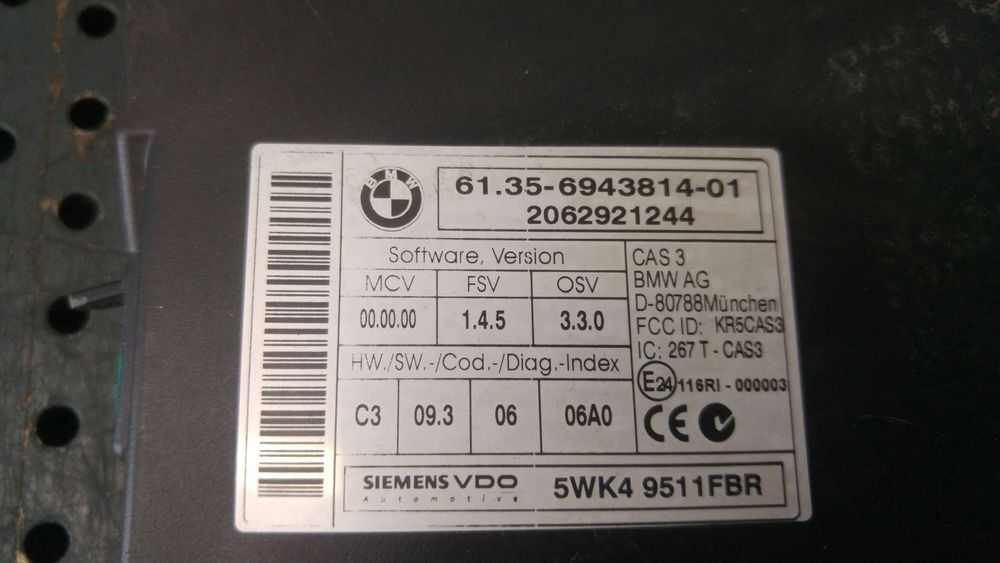 BMW
61.35-6943814-01
2062921244
Software, Version
MCV FSV OSV
00.00.00 1.4.5 3.3.0
HW./SW.-/Cod.-/Diag.-Index
C3 09.3 06 06A0
CAS 3
BMW AG
D-80788München
FCC ID: KR5CAS3
IC: 267 T - CAS3
E24 116RI - 000003
CE
SIEMENS VDO
Automotive
5WK4 9511FBR